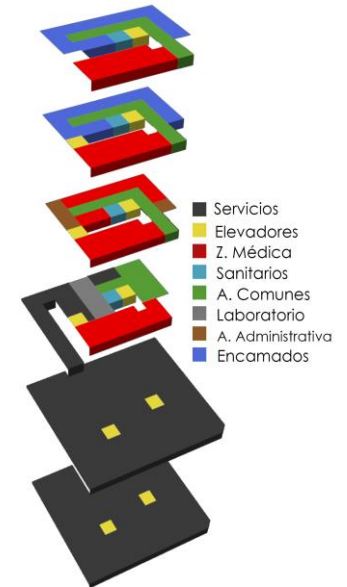 Servicios
Elevadores
Z. Médica
Sanitarios
A. Comunes
Laboratorio
A. Administrativa
Encamados